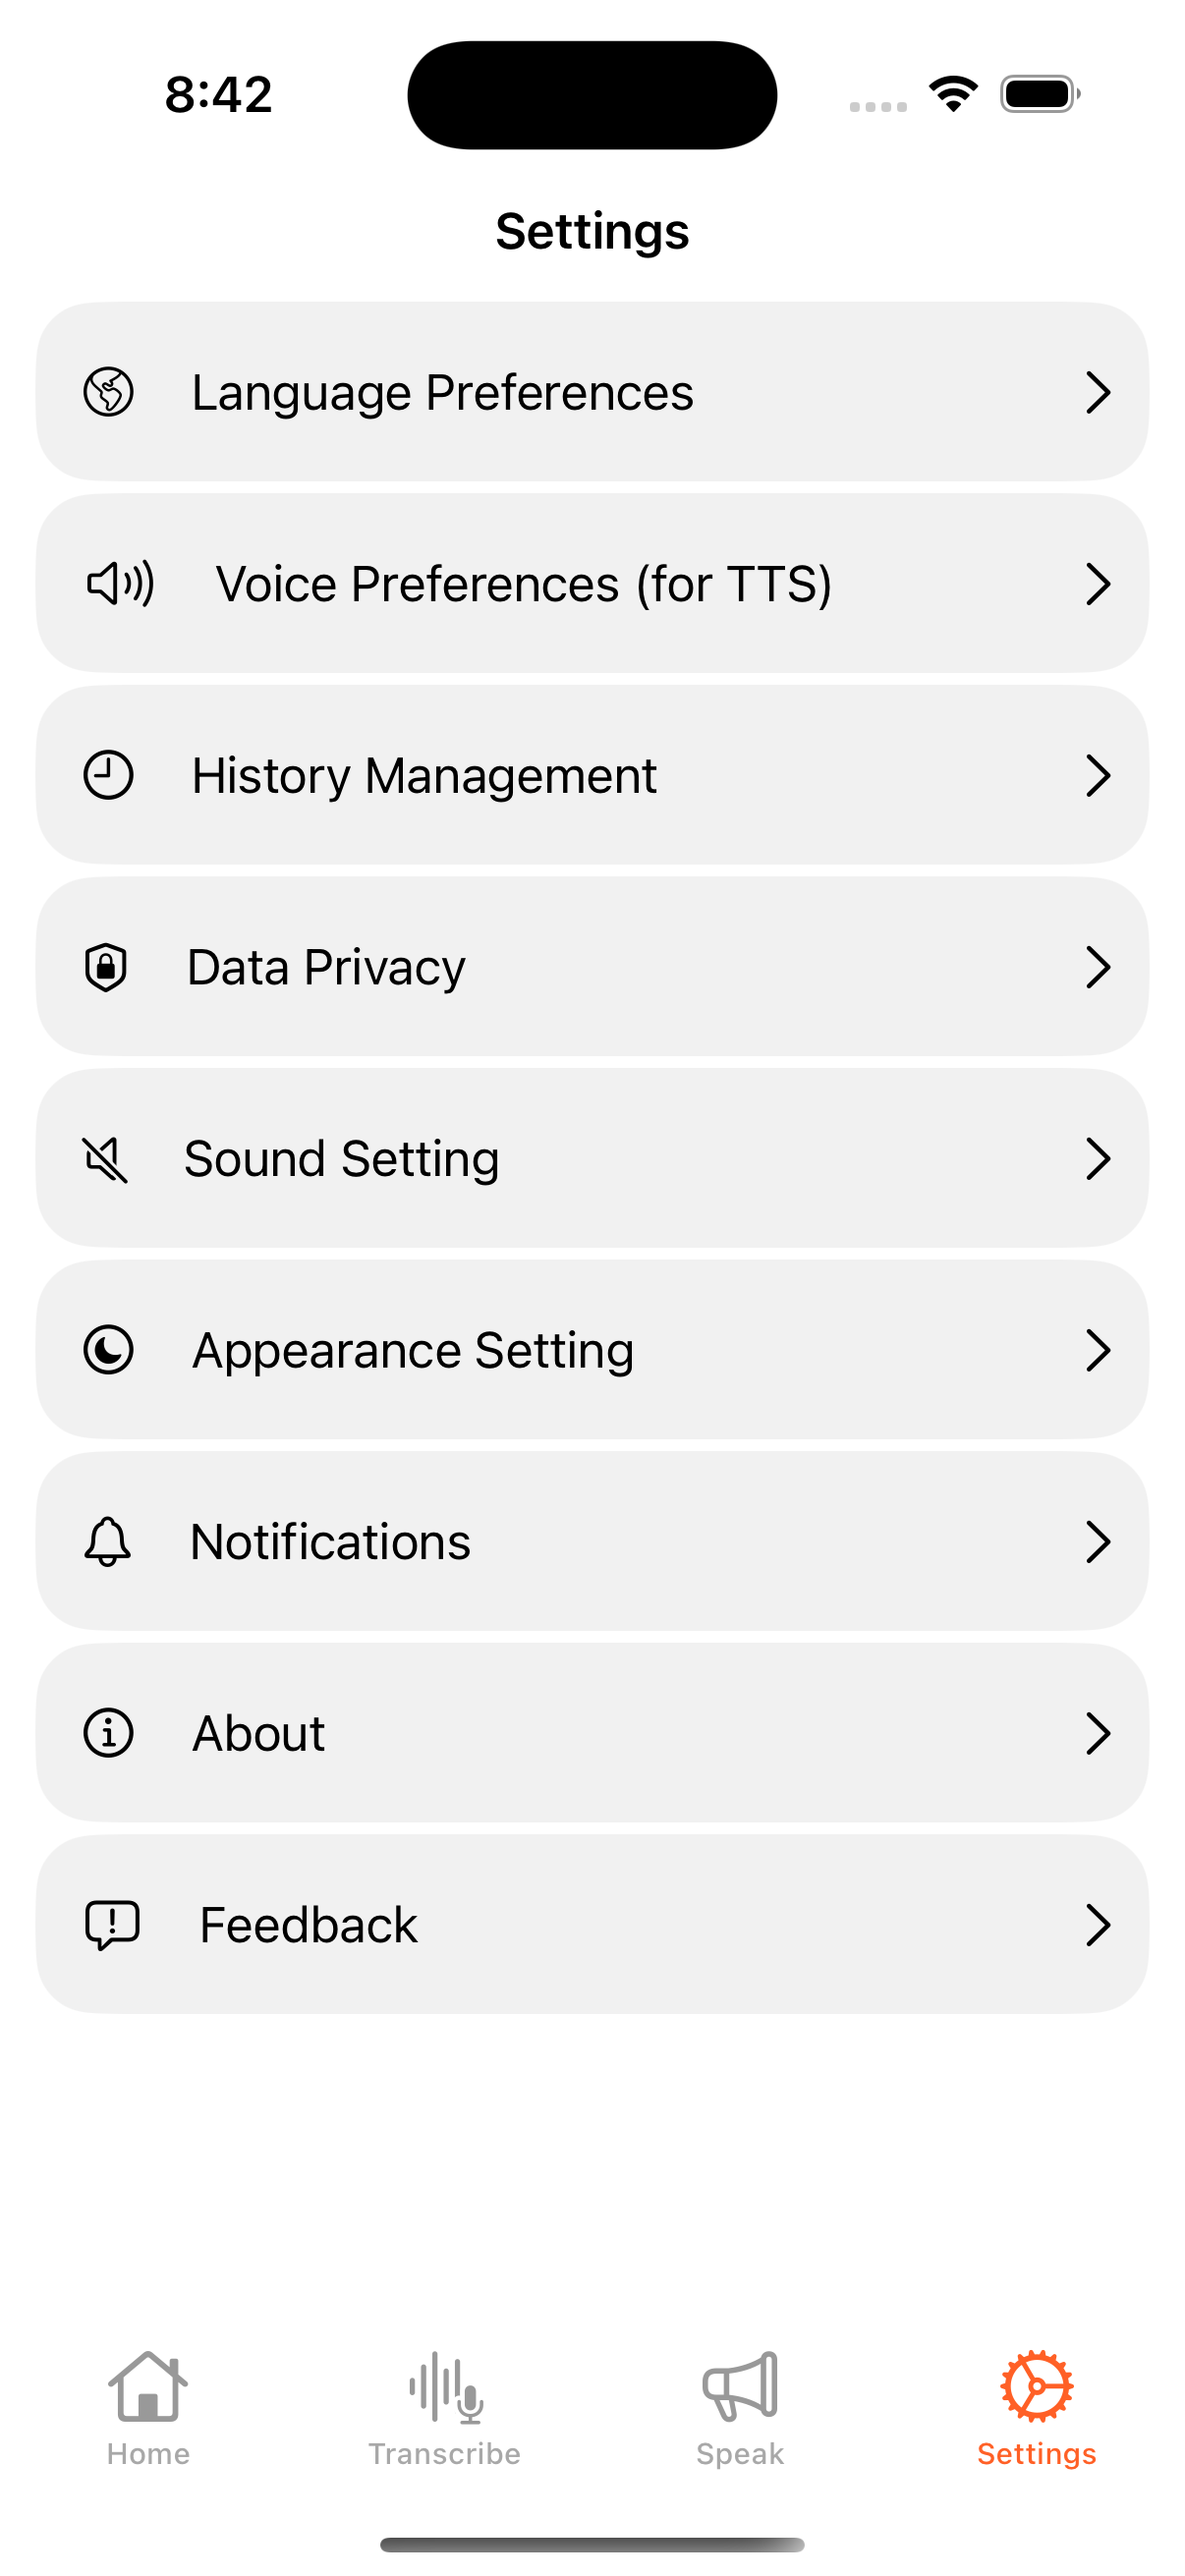 8:42
Settings
Language Preferences
Voice Preferences (for TTS)
History Management
Data Privacy
Sound Setting
Appearance Setting
Notifications
About
Feedback
Home
Transcribe
Speak
Settings